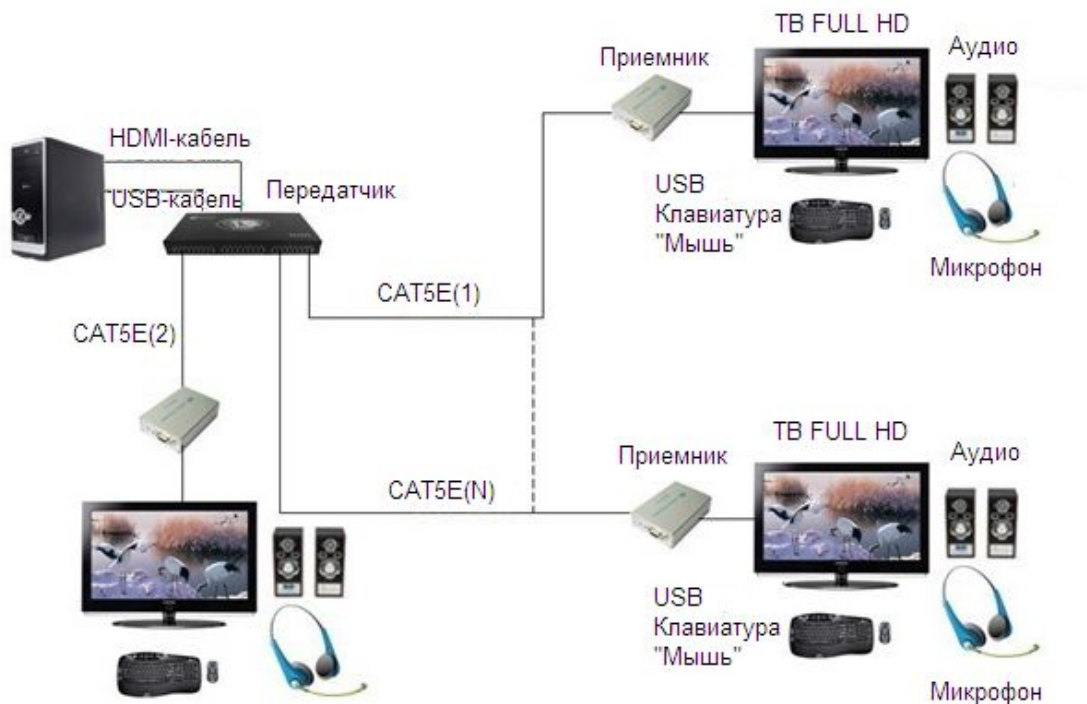 ТВ FULL HD
Приемник
Аудио
HDMI-кабель
USB-кабель
Передатчик
USB
Клавиатура
"Мышь"
Микрофон
CAT5E(1)
CAT5E(2)
ТВ FULL HD
Приемник
Аудио
CAT5E(N)
USB
Клавиатура
"Мышь"
Микрофон